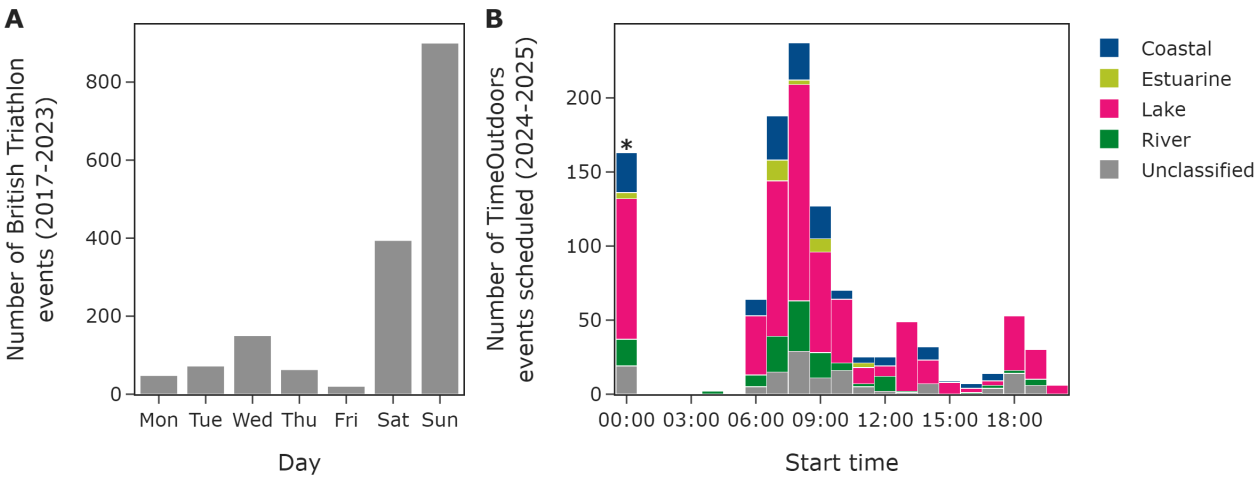 A
Number of British Triathlon
events (2017-2023)
800
600
400
200
0
Mon Tue Wed Thu Fri Sat Sun
Day
B
Number of TimeOutdoors
events scheduled (2024-2025)
200
150
100
50
0
*
00:00 03:00 06:00 09:00 12:00 15:00 18:00
Start time
Coastal
Estuarine
Lake
River
Unclassified